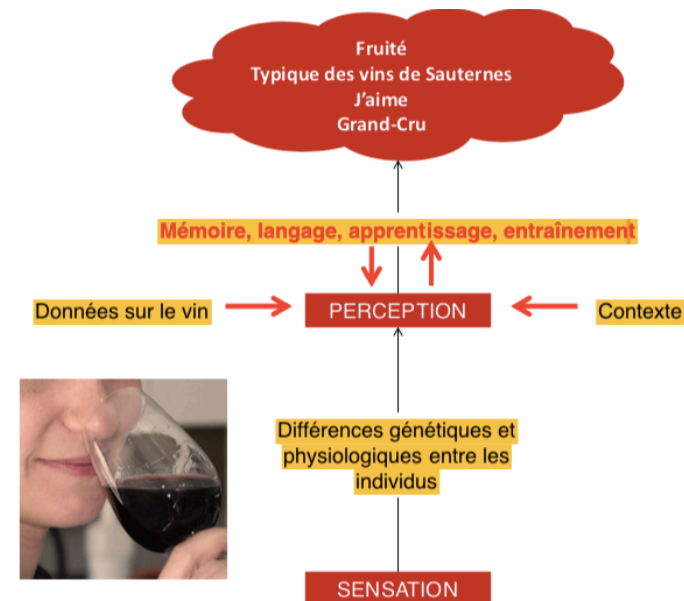 Fruité
Typique des vins de Sauternes
J'aime
Grand-Cru
Mémoire, langage, apprentissage, entraînement
Données sur le vin
PERCEPTION
Contexte
Différences génétiques et
physiologiques entre les
individus
SENSATION